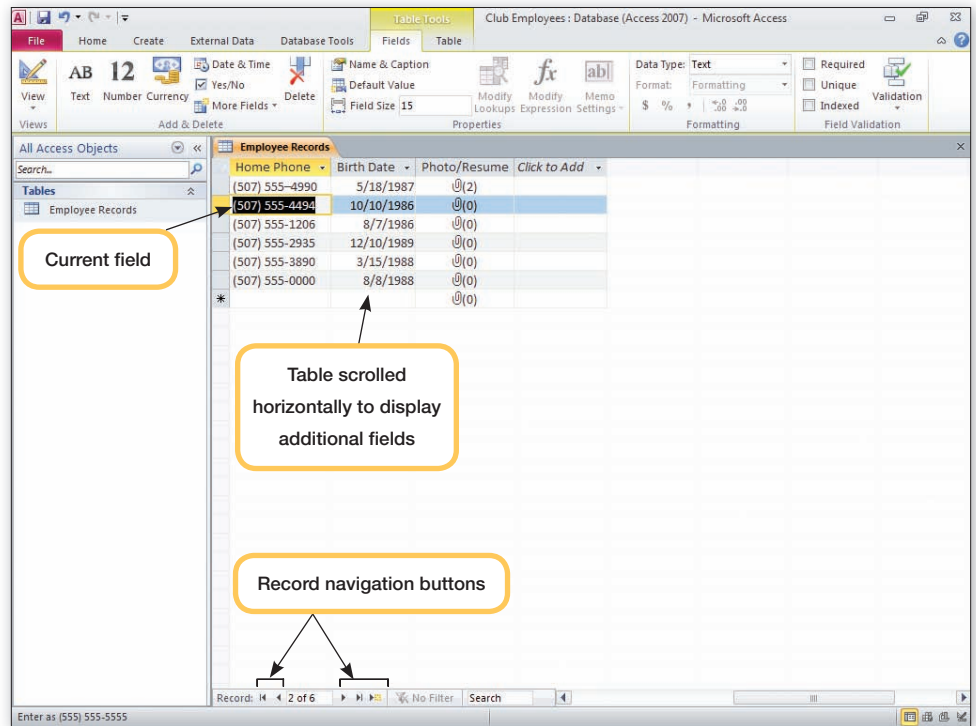 Table Tools
Club Employees : Database (Access 2007) - Microsoft Access
File Home Create External Data Database Tools Fields Table
View
AB Text
12 Number
Currency
Date & Time
Yes/No
More Fields
Delete
Name & Caption
Default Value
Field Size 15
Modify Lookups
fx Modify Expression
ab Memo Settings
Data Type: Text
Format: Formatting
$ % , .0 .00 .00 .0
Required
Unique
Indexed
Validation
Views Add & Delete Properties Formatting Field Validation
All Access Objects
Search...
Tables
Employee Records
Employee Records
Home Phone Birth Date Photo/Resume Click to Add
(507) 555–4990 5/18/1987 (2)
(507) 555-4494 10/10/1986 (0)
(507) 555-1206 8/7/1986 (0)
(507) 555-2935 12/10/1989 (0)
(507) 555-3890 3/15/1988 (0)
(507) 555-0000 8/8/1988 (0)
* (0)
Current field
Table scrolled
horizontally to display
additional fields
Record navigation buttons
Record: 2 of 6 No Filter Search
Enter as (555) 555-5555